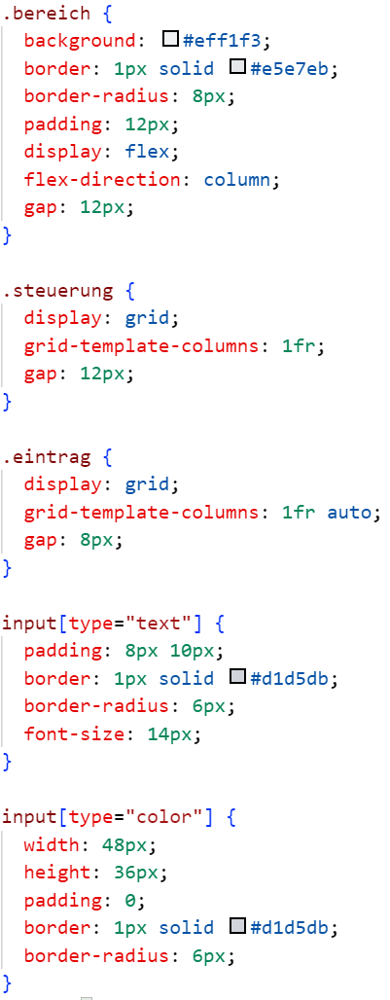 .bereich {
  background: #eff1f3;
  border: 1px solid #e5e7eb;
  border-radius: 8px;
  padding: 12px;
  display: flex;
  flex-direction: column;
  gap: 12px;
}

.steuerung {
  display: grid;
  grid-template-columns: 1fr;
  gap: 12px;
}

.eintrag {
  display: grid;
  grid-template-columns: 1fr auto;
  gap: 8px;
}

input[type="text"] {
  padding: 8px 10px;
  border: 1px solid #d1d5db;
  border-radius: 6px;
  font-size: 14px;
}

input[type="color"] {
  width: 48px;
  height: 36px;
  padding: 0;
  border: 1px solid #d1d5db;
  border-radius: 6px;
}